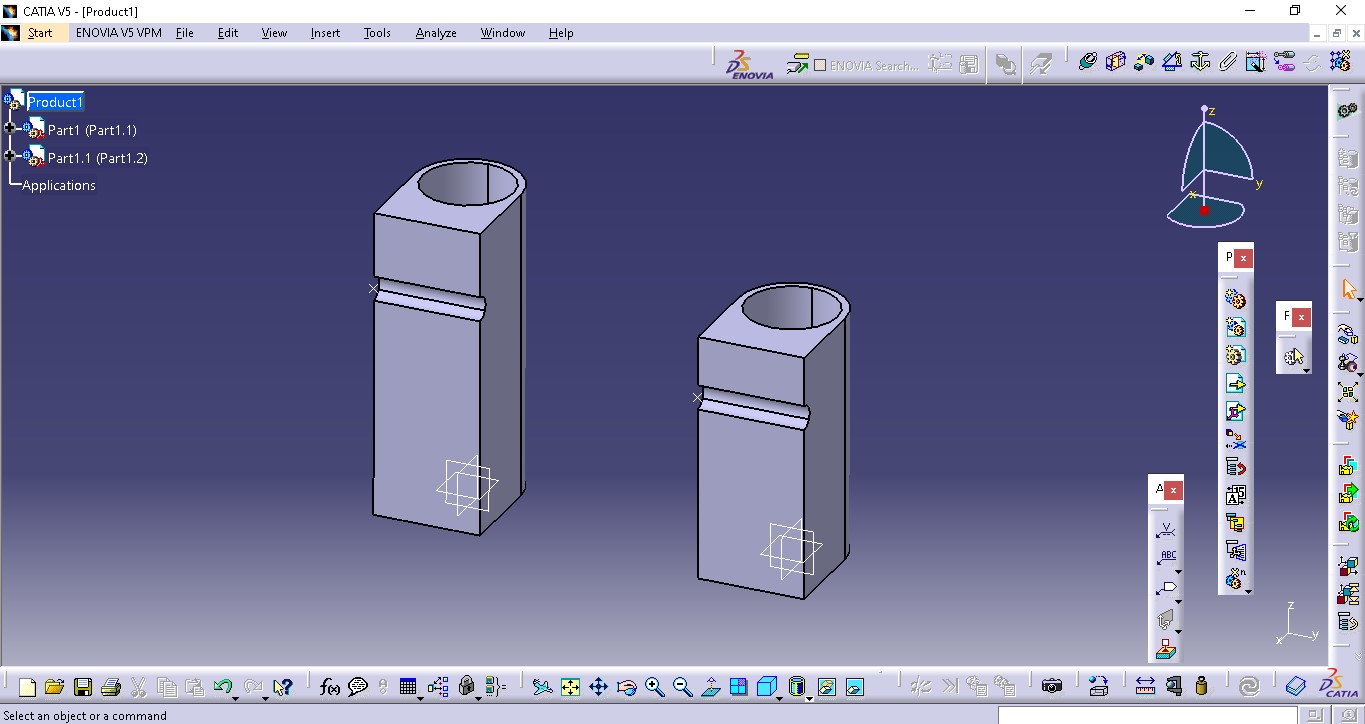 CATIA V5 - [Product1]
Start ENOVIA V5 VPM File Edit View Insert Tools Analyze Window Help
ENOVIA
ENOVIA Search...
Product1
Part1 (Part1.1)
Part1.1 (Part1.2)
Applications
z
y
x
P x
F x
A x
ABC
z
y
x
f(x)
CATIA
Select an object or a command